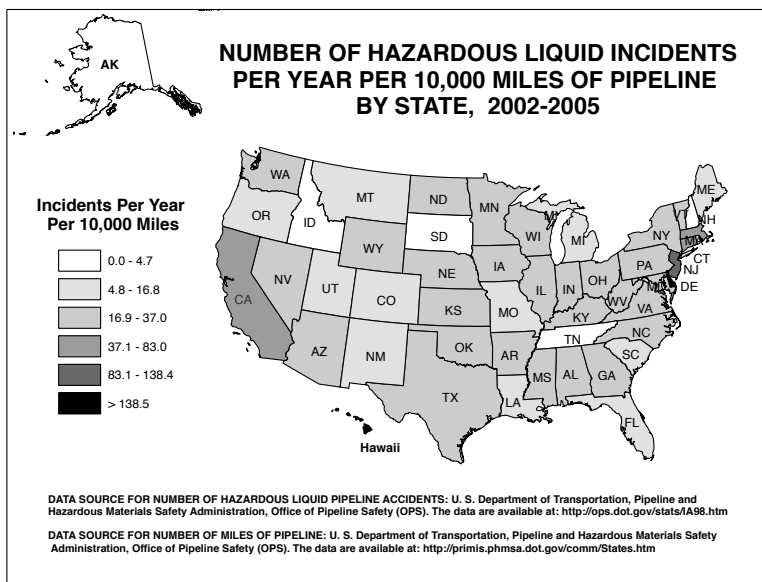 AK
NUMBER OF HAZARDOUS LIQUID INCIDENTS
PER YEAR PER 10,000 MILES OF PIPELINE
BY STATE, 2002-2005
Incidents Per Year
Per 10,000 Miles
0.0 - 4.7
4.8 - 16.8
16.9 - 37.0
37.1 - 83.0
83.1 - 138.4
> 138.5
WA
MT
ND
MN
MI
ME
VT
NH
OR
ID
SD
WI
MI
NY
MA
CT
WY
NE
IA
PA
NJ
NV
UT
CO
IL
IN
OH
MD
DE
CA
KS
MO
KY
WV
VA
AZ
NM
OK
AR
TN
NC
SC
TX
LA
MS
AL
GA
FL
Hawaii
DATA SOURCE FOR NUMBER OF HAZARDOUS LIQUID PIPELINE ACCIDENTS: U. S. Department of Transportation, Pipeline and
Hazardous Materials Safety Administration, Office of Pipeline Safety (OPS). The data are available at: http://ops.dot.gov/stats/IA98.htm
DATA SOURCE FOR NUMBER OF MILES OF PIPELINE: U. S. Department of Transportation, Pipeline and Hazardous Materials Safety
Administration, Office of Pipeline Safety (OPS). The data are available at: http://primis.phmsa.dot.gov/comm/States.htm